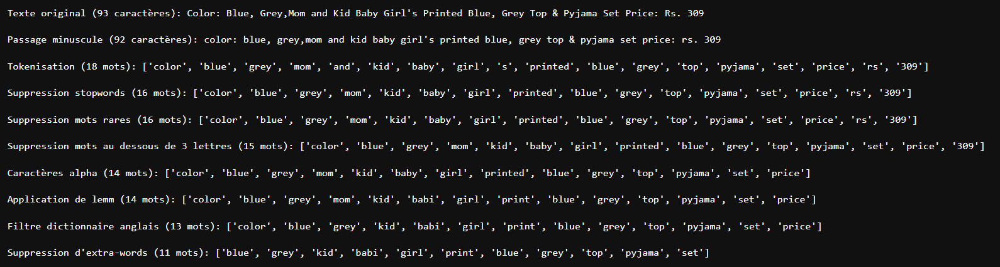 Texte original (93 caractères): Color: Blue, Grey,Mom and Kid Baby Girl's Printed Blue, Grey Top & Pyjama Set Price: Rs. 309
Passage minuscule (92 caractères): color: blue, grey,mom and kid baby girl's printed blue, grey top & pyjama set price: rs. 309
Tokenisation (18 mots): ['color', 'blue', 'grey', 'mom', 'and', 'kid', 'baby', 'girl', 's', 'printed', 'blue', 'grey', 'top', 'pyjama', 'set', 'price', 'rs', '309']
Suppression stopwords (16 mots): ['color', 'blue', 'grey', 'mom', 'kid', 'baby', 'girl', 'printed', 'blue', 'grey', 'top', 'pyjama', 'set', 'price', 'rs', '309']
Suppression mots rares (16 mots): ['color', 'blue', 'grey', 'mom', 'kid', 'baby', 'girl', 'printed', 'blue', 'grey', 'top', 'pyjama', 'set', 'price', 'rs', '309']
Suppression mots au dessous de 3 lettres (15 mots): ['color', 'blue', 'grey', 'mom', 'kid', 'baby', 'girl', 'printed', 'blue', 'grey', 'top', 'pyjama', 'set', 'price', '309']
Caractères alpha (14 mots): ['color', 'blue', 'grey', 'mom', 'kid', 'baby', 'girl', 'printed', 'blue', 'grey', 'top', 'pyjama', 'set', 'price']
Application de lemm (14 mots): ['color', 'blue', 'grey', 'mom', 'kid', 'babi', 'girl', 'print', 'blue', 'grey', 'top', 'pyjama', 'set', 'price']
Filtre dictionnaire anglais (13 mots): ['color', 'blue', 'grey', 'kid', 'babi', 'girl', 'print', 'blue', 'grey', 'top', 'pyjama', 'set', 'price']
Suppression d'extra-words (11 mots): ['blue', 'grey', 'kid', 'babi', 'girl', 'print', 'blue', 'grey', 'top', 'pyjama', 'set']